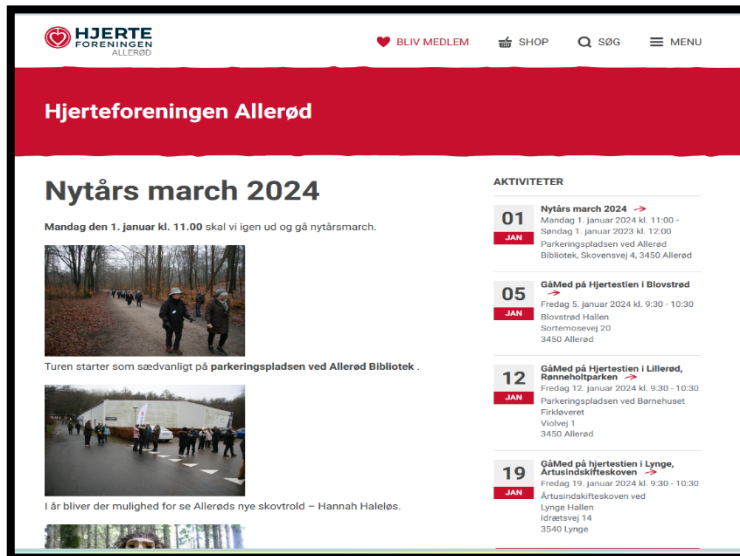 HJERTE
FORENINGEN
ALLERØD
BLIV MEDLEM
SHOP
SØG
MENU
Hjerteforeningen Allerød
Nytårs march 2024
Mandag den 1. januar kl. 11.00 skal vi igen ud og gå nytårsmarch.
Turen starter som sædvanligt på parkeringspladsen ved Allerød Bibliotek .
I år bliver der mulighed for se Allerøds nye skovtrold – Hannah Haleløs.
AKTIVITETER
01
JAN
Nytårs march 2024
Mandag 1. januar 2024 kl. 11:00 -
Søndag 1. januar 2023 kl. 12:00
Parkeringspladsen ved Allerød
Bibliotek, Skovensvej 4, 3450 Allerød
05
JAN
GåMed på Hjertestien i Blovstrød
Fredag 5. januar 2024 kl. 9:30 - 10:30
Blovstrød Hallen
Sortemosevej 20
3450 Allerød
12
JAN
GåMed på Hjertestien i Lillerød,
Rønneholtparken
Fredag 12. januar 2024 kl. 9:30 - 10:30
Parkeringspladsen ved Børnehuset
Firkløveret
Violvej 1
3450 Allerød
19
JAN
GåMed på hjertestien i Lynge,
Årtusindskifteskoven
Fredag 19. januar 2024 kl. 9:30 - 10:30
Årtusindskifteskoven ved
Lynge Hallen
Idrætsvej 14
3540 Lynge